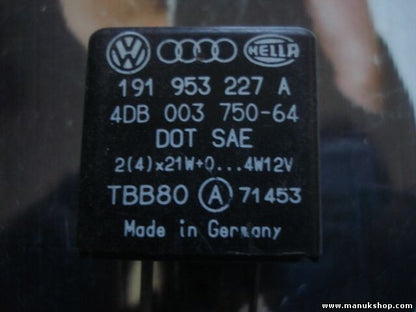 HELLA
191 953 227 A
4DB 003 750-64
DOT SAE
2(4)x21W+0...4W12V
TBB80 A 71453
Made in Germany
www.manukshop.com